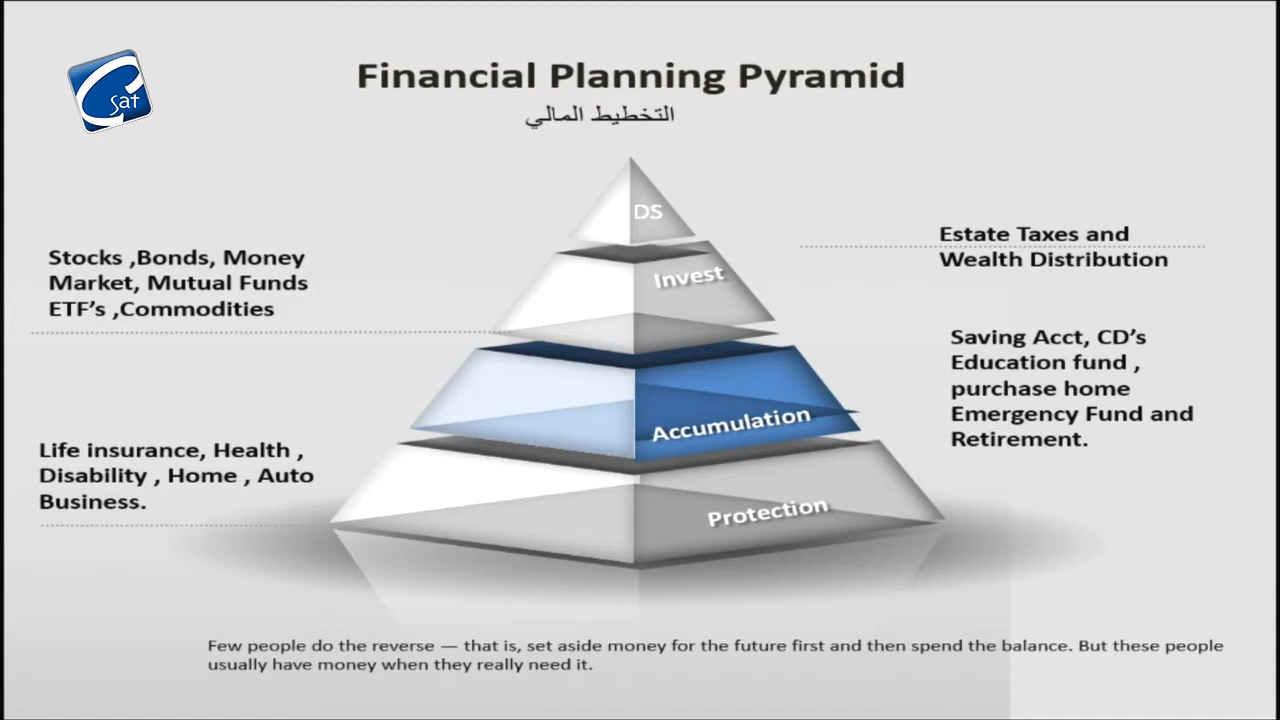 Sat
Financial Planning Pyramid
التخطيط المالي
DS
Invest
Accumulation
Protection
Stocks ,Bonds, Money
Market, Mutual Funds
ETF’s ,Commodities
Estate Taxes and
Wealth Distribution
Saving Acct, CD’s
Education fund ,
purchase home
Emergency Fund and
Retirement.
Life insurance, Health ,
Disability , Home , Auto
Business.
Few people do the reverse — that is, set aside money for the future first and then spend the balance. But these people
usually have money when they really need it.